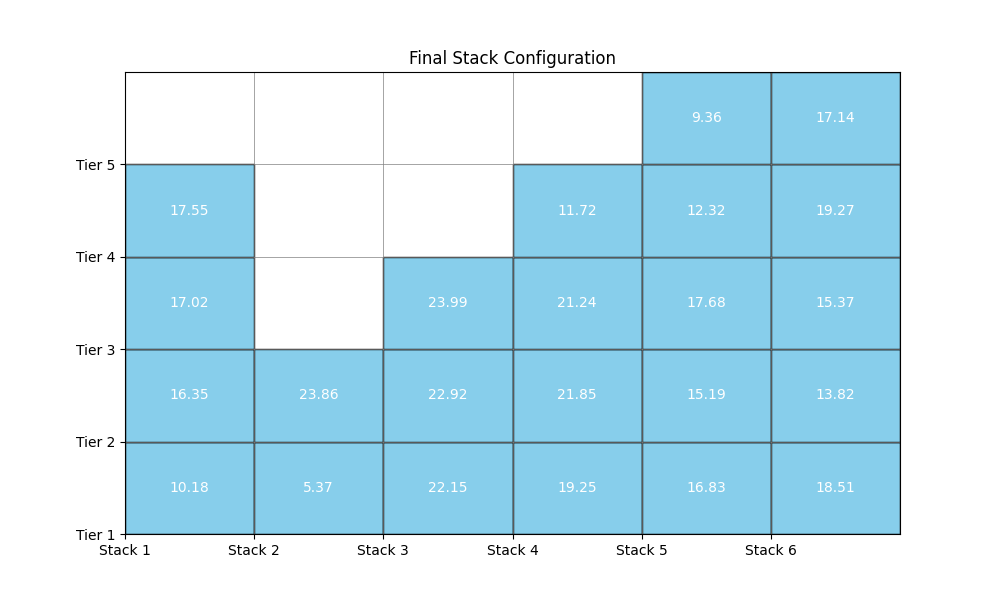 Final Stack Configuration
9.36 17.14
Tier 5
17.55 11.72 12.32 19.27
Tier 4
17.02 23.99 21.24 17.68 15.37
Tier 3
16.35 23.86 22.92 21.85 15.19 13.82
Tier 2
10.18 5.37 22.15 19.25 16.83 18.51
Tier 1
Stack 1 Stack 2 Stack 3 Stack 4 Stack 5 Stack 6